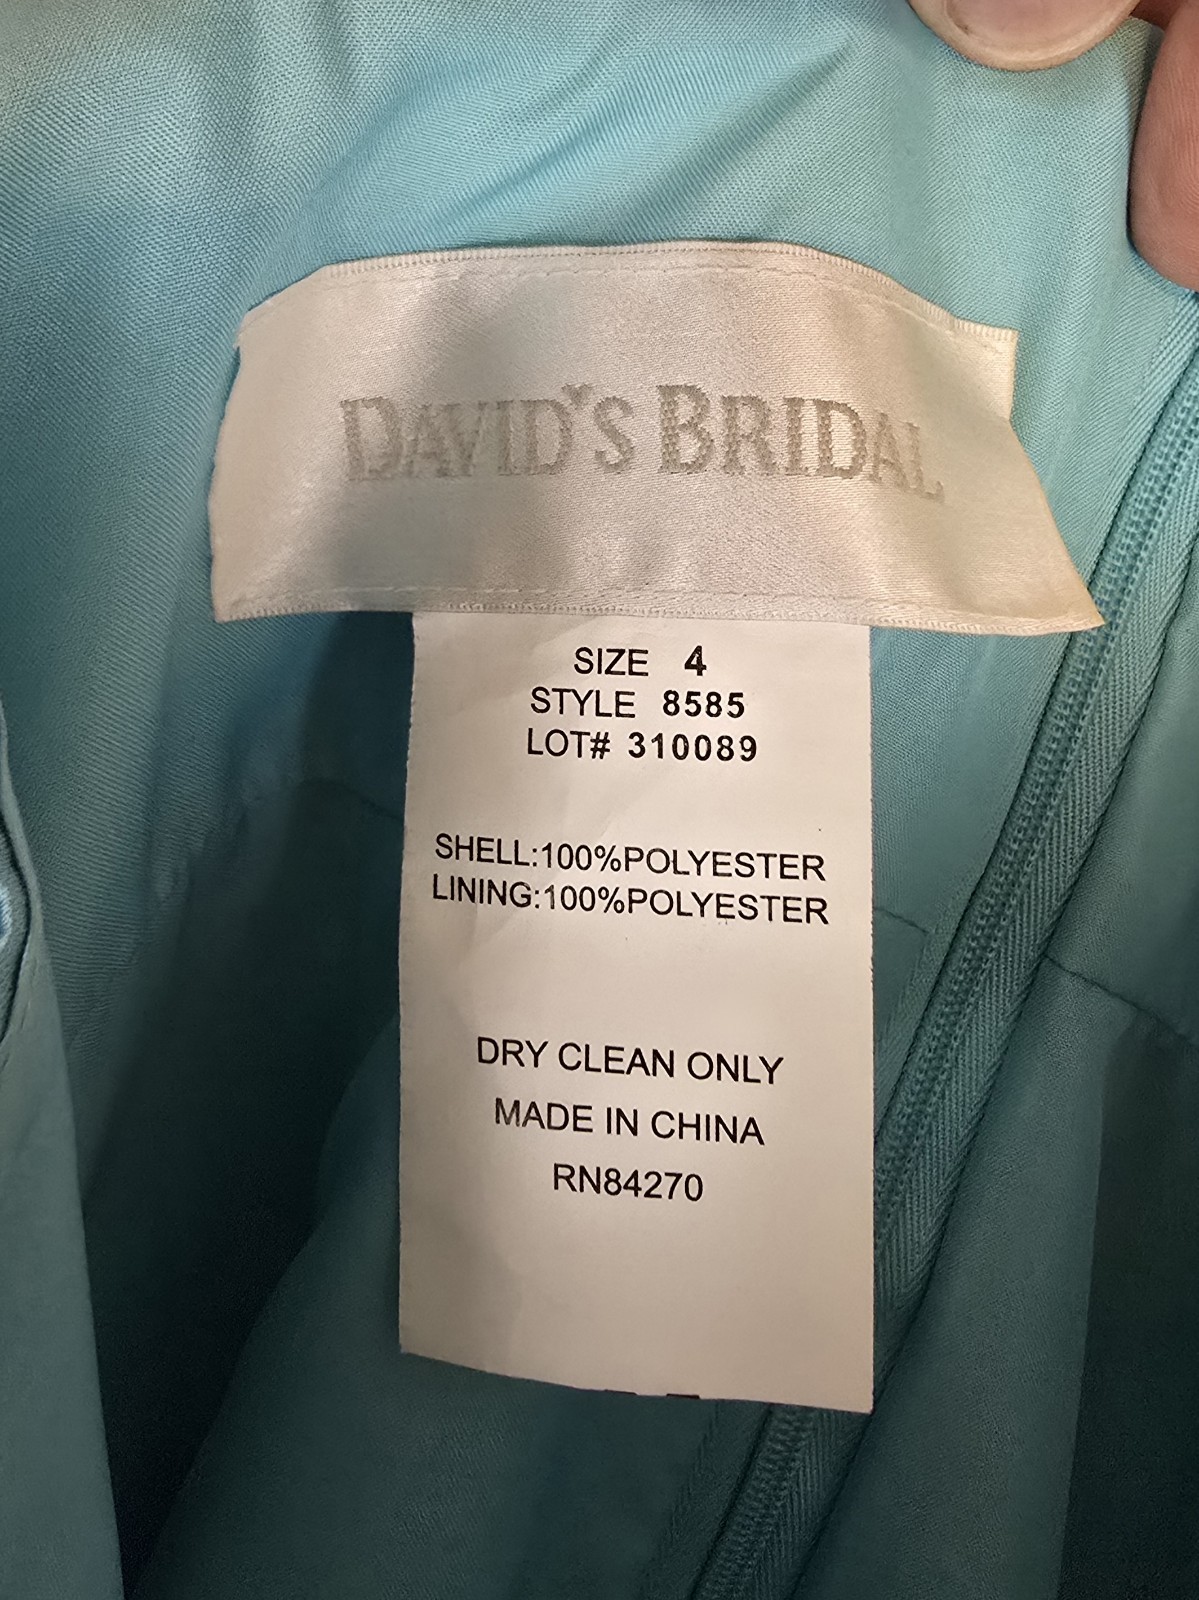 DAVID'S BRIDAL
SIZE 4
STYLE 8585
LOT# 310089
SHELL:100%POLYESTER
LINING:100%POLYESTER
DRY CLEAN ONLY
MADE IN CHINA
RN84270